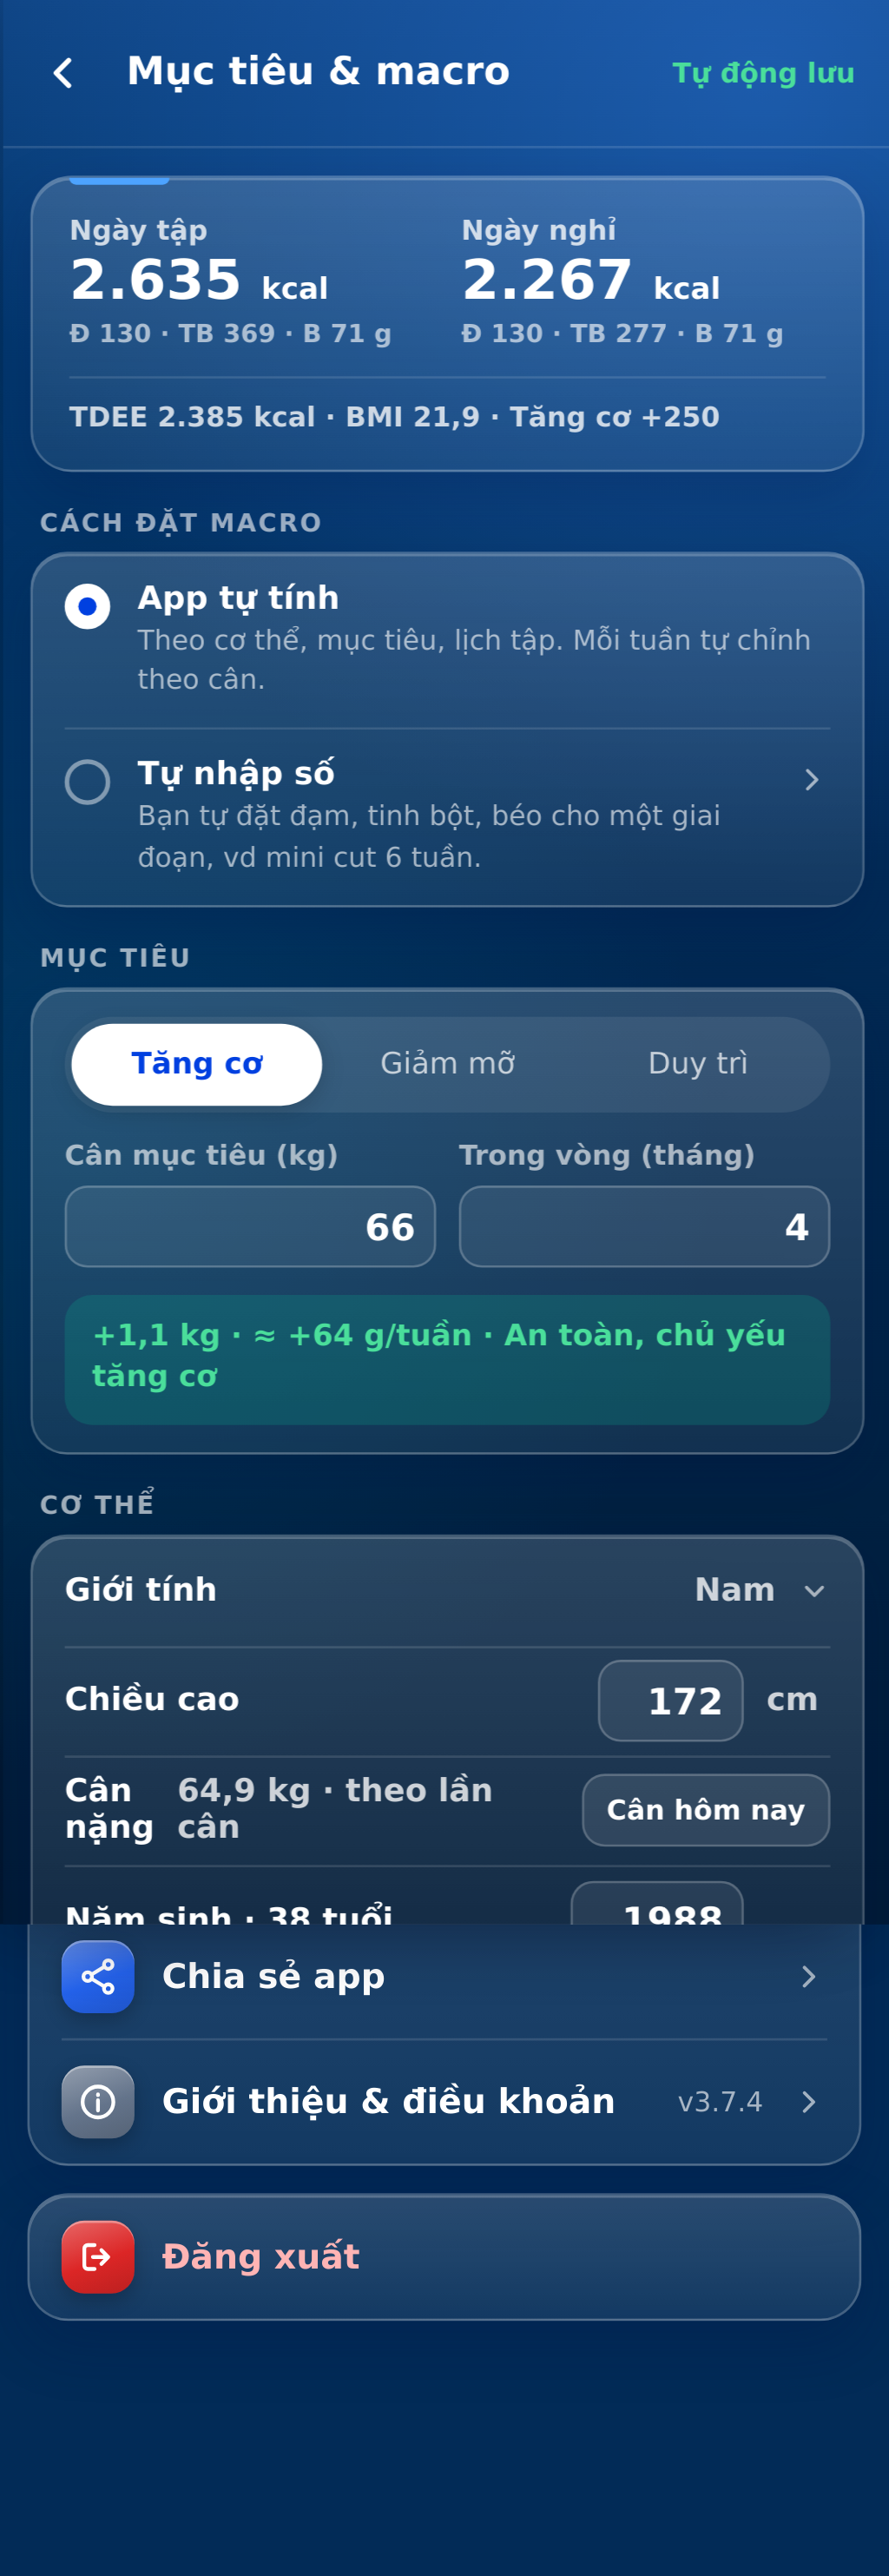 Mục tiêu & macro
Tự động lưu
Ngày tập
2.635 kcal
Đ 130 · TB 369 · B 71 g
Ngày nghỉ
2.267 kcal
Đ 130 · TB 277 · B 71 g
TDEE 2.385 kcal · BMI 21,9 · Tăng cơ +250
CÁCH ĐẶT MACRO
App tự tính
Theo cơ thể, mục tiêu, lịch tập. Mỗi tuần tự chỉnh
theo cân.
Tự nhập số
Bạn tự đặt đạm, tinh bột, béo cho một giai
đoạn, vd mini cut 6 tuần.
MỤC TIÊU
Tăng cơ
Giảm mỡ
Duy trì
Cân mục tiêu (kg)
Trong vòng (tháng)
66
4
+1,1 kg · ≈ +64 g/tuần · An toàn, chủ yếu
tăng cơ
CƠ THỂ
Giới tính
Nam
Chiều cao
172 cm
Cân
nặng
64,9 kg · theo lần
cân
Cân hôm nay
Năm sinh · 38 tuổi
1988
Chia sẻ app
Giới thiệu & điều khoản
v3.7.4
Đăng xuất